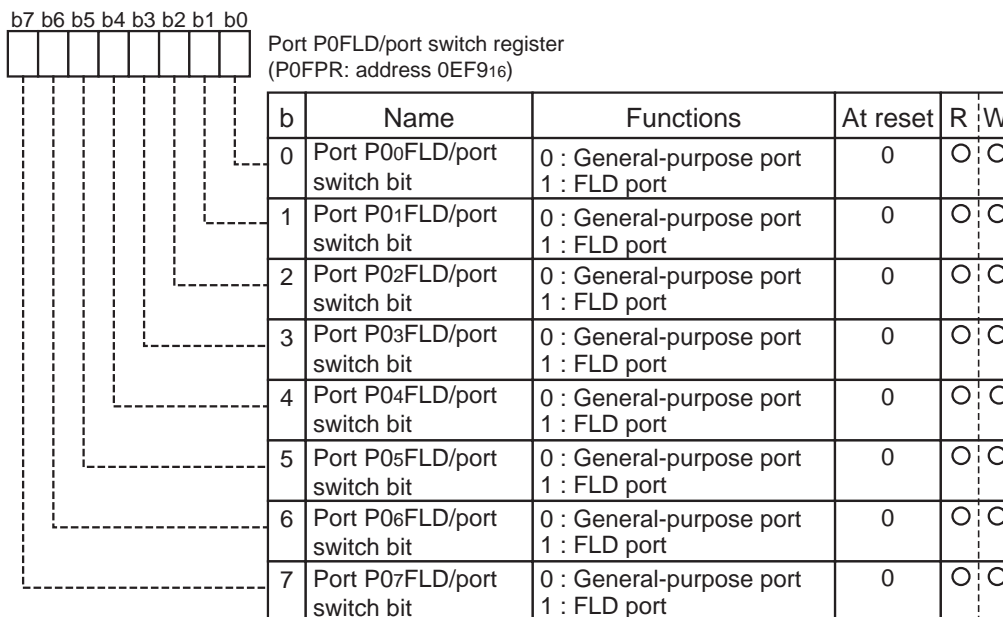 b7 b6 b5 b4 b3 b2 b1 b0
Port P0FLD/port switch register
(P0FPR: address 0EF916)
b Name Functions At reset R W
0 Port P00FLD/port switch bit 0 : General-purpose port 0 ○ ○
1 : FLD port
1 Port P01FLD/port switch bit 0 : General-purpose port 0 ○ ○
1 : FLD port
2 Port P02FLD/port switch bit 0 : General-purpose port 0 ○ ○
1 : FLD port
3 Port P03FLD/port switch bit 0 : General-purpose port 0 ○ ○
1 : FLD port
4 Port P04FLD/port switch bit 0 : General-purpose port 0 ○ ○
1 : FLD port
5 Port P05FLD/port switch bit 0 : General-purpose port 0 ○ ○
1 : FLD port
6 Port P06FLD/port switch bit 0 : General-purpose port 0 ○ ○
1 : FLD port
7 Port P07FLD/port switch bit 0 : General-purpose port 0 ○ ○
1 : FLD port